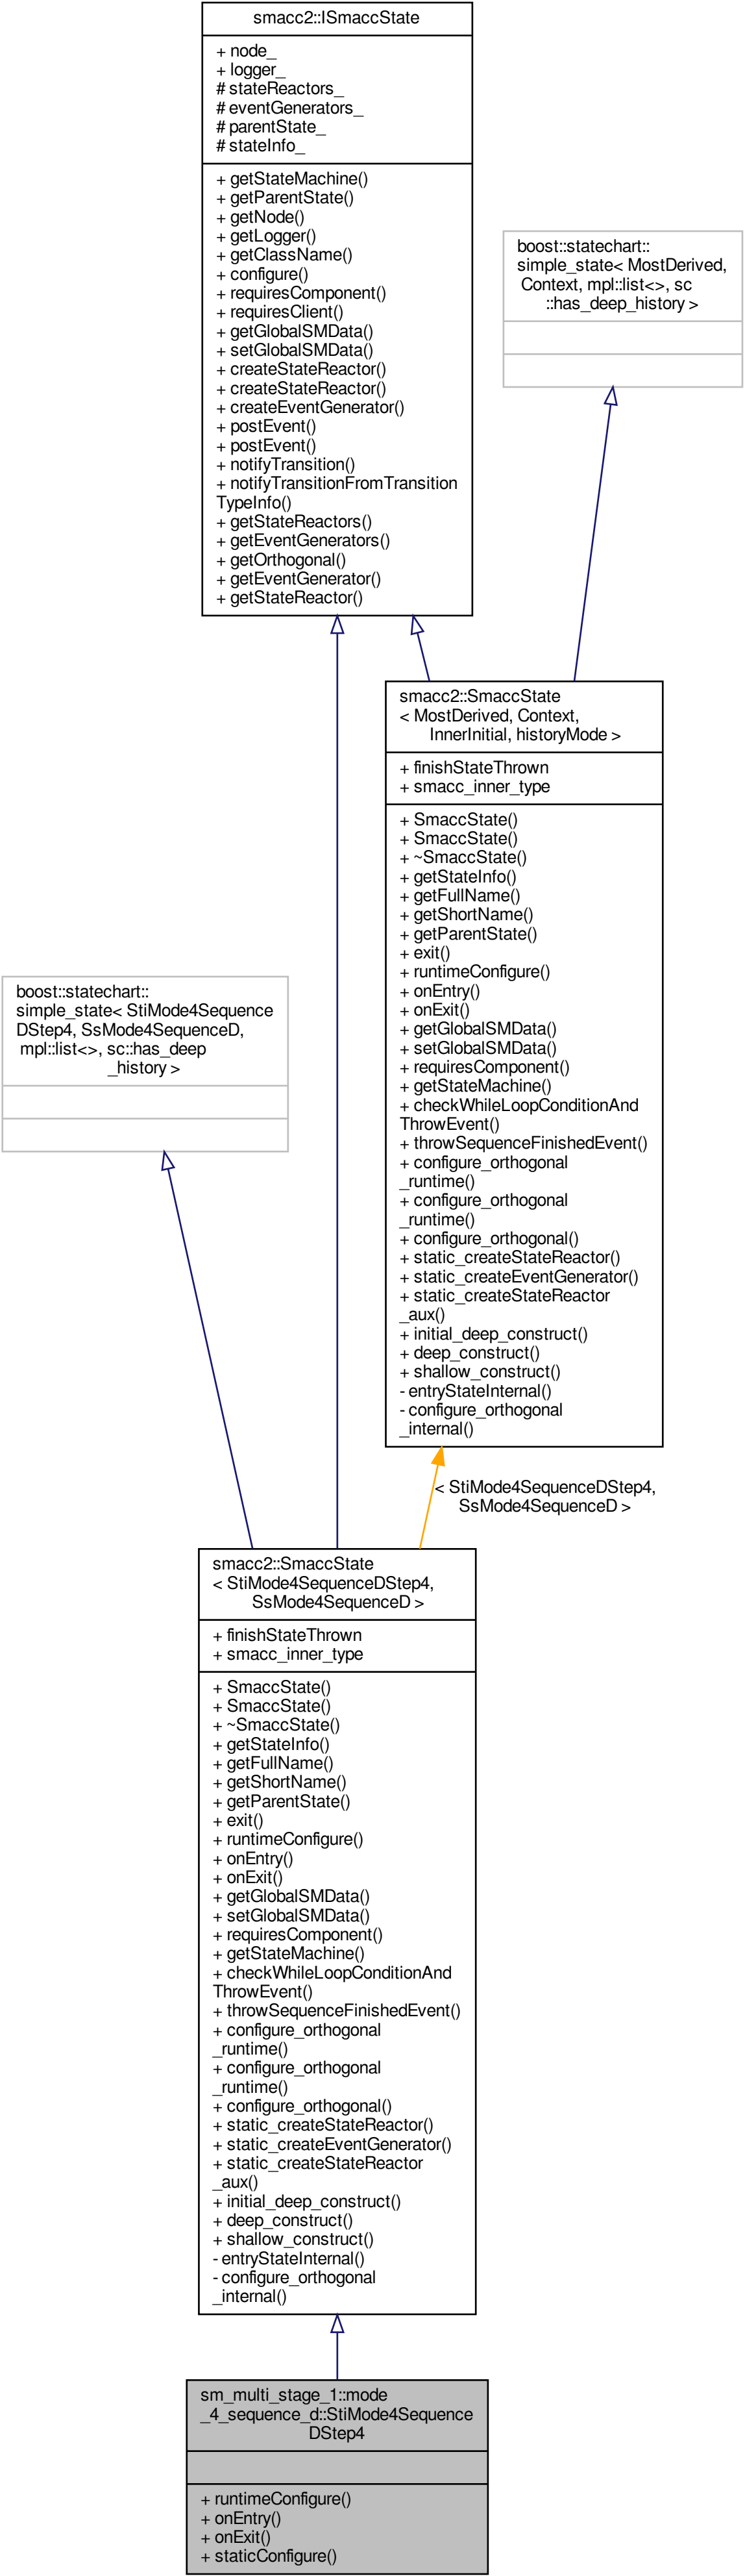 smacc2::ISmaccState
+ node_
+ logger_
# stateReactors_
# eventGenerators_
# parentState_
# stateInfo_
+ getStateMachine()
+ getParentState()
+ getNode()
+ getLogger()
+ getClassName()
+ configure()
+ requiresComponent()
+ requiresClient()
+ getGlobalSMData()
+ setGlobalSMData()
+ createStateReactor()
+ createStateReactor()
+ createEventGenerator()
+ postEvent()
+ postEvent()
+ notifyTransition()
+ notifyTransitionFromTransition
TypeInfo()
+ getStateReactors()
+ getEventGenerators()
+ getOrthogonal()
+ getEventGenerator()
+ getStateReactor()
boost::statechart::
simple_state< MostDerived,
Context, mpl::list<>, sc
::has_deep_history >
smacc2::SmaccState
< MostDerived, Context,
InnerInitial, historyMode >
+ finishStateThrown
+ smacc_inner_type
+ SmaccState()
+ SmaccState()
+ ~SmaccState()
+ getStateInfo()
+ getFullName()
+ getShortName()
+ getParentState()
+ exit()
+ runtimeConfigure()
+ onEntry()
+ onExit()
+ getGlobalSMData()
+ setGlobalSMData()
+ requiresComponent()
+ getStateMachine()
+ checkWhileLoopConditionAnd
ThrowEvent()
+ throwSequenceFinishedEvent()
+ configure_orthogonal
_runtime()
+ configure_orthogonal
_runtime()
+ configure_orthogonal()
+ static_createStateReactor()
+ static_createEventGenerator()
+ static_createStateReactor
_aux()
+ initial_deep_construct()
+ deep_construct()
+ shallow_construct()
- entryStateInternal()
- configure_orthogonal
_internal()
boost::statechart::
simple_state< StiMode4Sequence
DStep4, SsMode4SequenceD,
mpl::list<>, sc::has_deep
_history >
< StiMode4SequenceDStep4,
SsMode4SequenceD >
smacc2::SmaccState
< StiMode4SequenceDStep4,
SsMode4SequenceD >
+ finishStateThrown
+ smacc_inner_type
+ SmaccState()
+ SmaccState()
+ ~SmaccState()
+ getStateInfo()
+ getFullName()
+ getShortName()
+ getParentState()
+ exit()
+ runtimeConfigure()
+ onEntry()
+ onExit()
+ getGlobalSMData()
+ setGlobalSMData()
+ requiresComponent()
+ getStateMachine()
+ checkWhileLoopConditionAnd
ThrowEvent()
+ throwSequenceFinishedEvent()
+ configure_orthogonal
_runtime()
+ configure_orthogonal
_runtime()
+ configure_orthogonal()
+ static_createStateReactor()
+ static_createEventGenerator()
+ static_createStateReactor
_aux()
+ initial_deep_construct()
+ deep_construct()
+ shallow_construct()
- entryStateInternal()
- configure_orthogonal
_internal()
sm_multi_stage_1::mode
_4_sequence_d::StiMode4Sequence
DStep4
+ runtimeConfigure()
+ onEntry()
+ onExit()
+ staticConfigure()